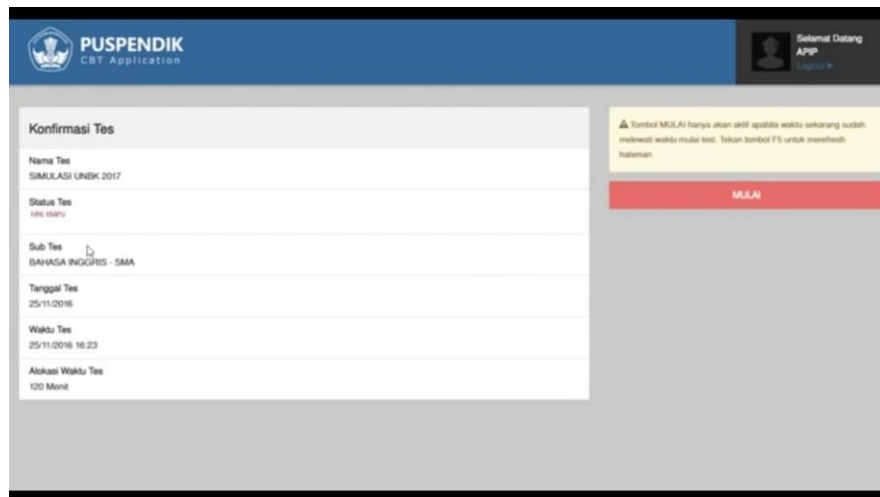 PUSPENDIK
CBT Application
Selamat Datang
APIP
Logout
Konfirmasi Tes
Nama Tes
SIMULASI UNBK 2017
Status Tes
Tes Baru
Sub Tes
BAHASA INGGRIS - SMA
Tanggal Tes
25/11/2016
Waktu Tes
25/11/2016 16:23
Alokasi Waktu Tes
120 Menit
Tombol MULAI hanya akan aktif apabila waktu sekarang sudah
melewati waktu mulai test. Tekan tombol F5 untuk merefresh
halaman
MULAI